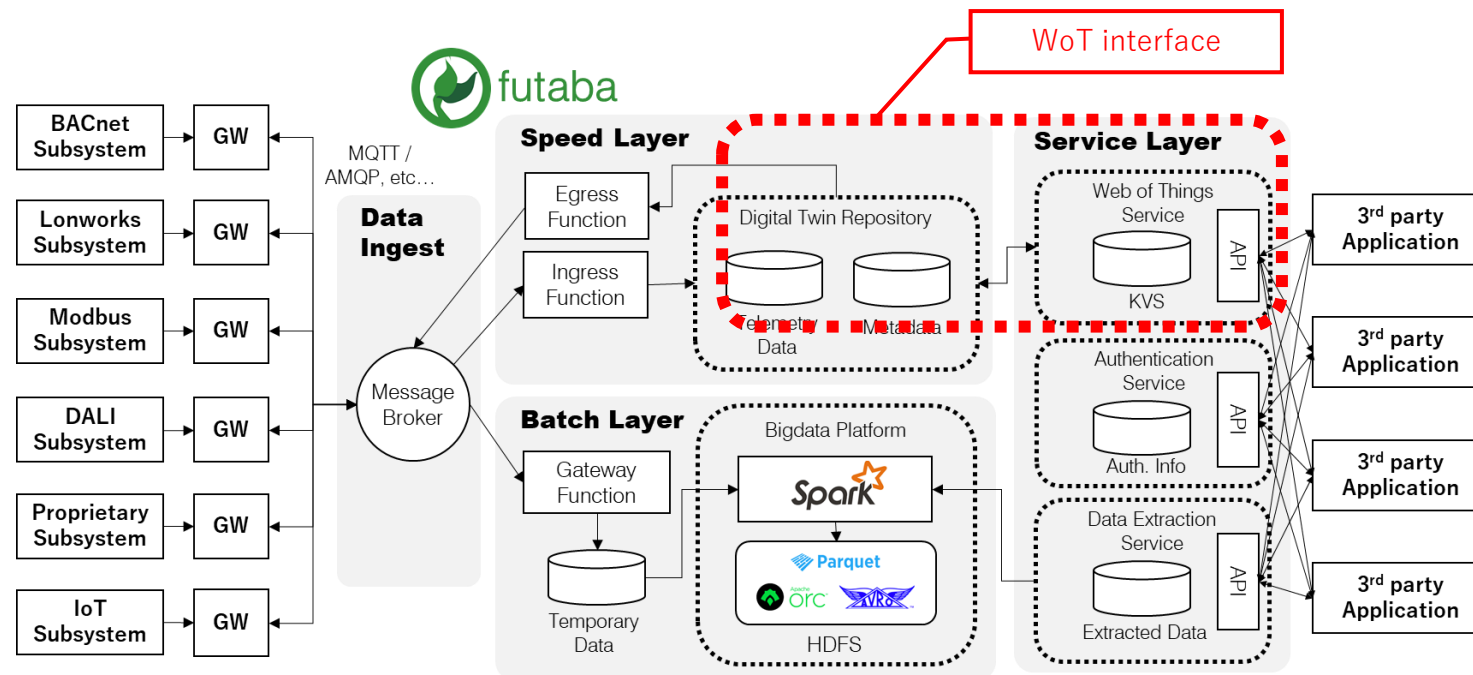 WoT interface
futaba
BACnet
Subsystem
GW
Lonworks
Subsystem
GW
Modbus
Subsystem
GW
DALI
Subsystem
GW
Proprietary
Subsystem
GW
IoT
Subsystem
GW
MQTT /
AMQP, etc…
Data
Ingest
Message
Broker
Speed Layer
Egress
Function
Ingress
Function
Digital Twin Repository
Telemetry
Data
Metadata
Batch Layer
Gateway
Function
Temporary
Data
Bigdata Platform
Spark
Parquet
Apache
orc
AVRO
HDFS
Service Layer
Web of Things
Service
KVS
API
Authentication
Service
Auth. Info
API
Data Extraction
Service
Extracted Data
API
3rd party
Application
3rd party
Application
3rd party
Application
3rd party
Application